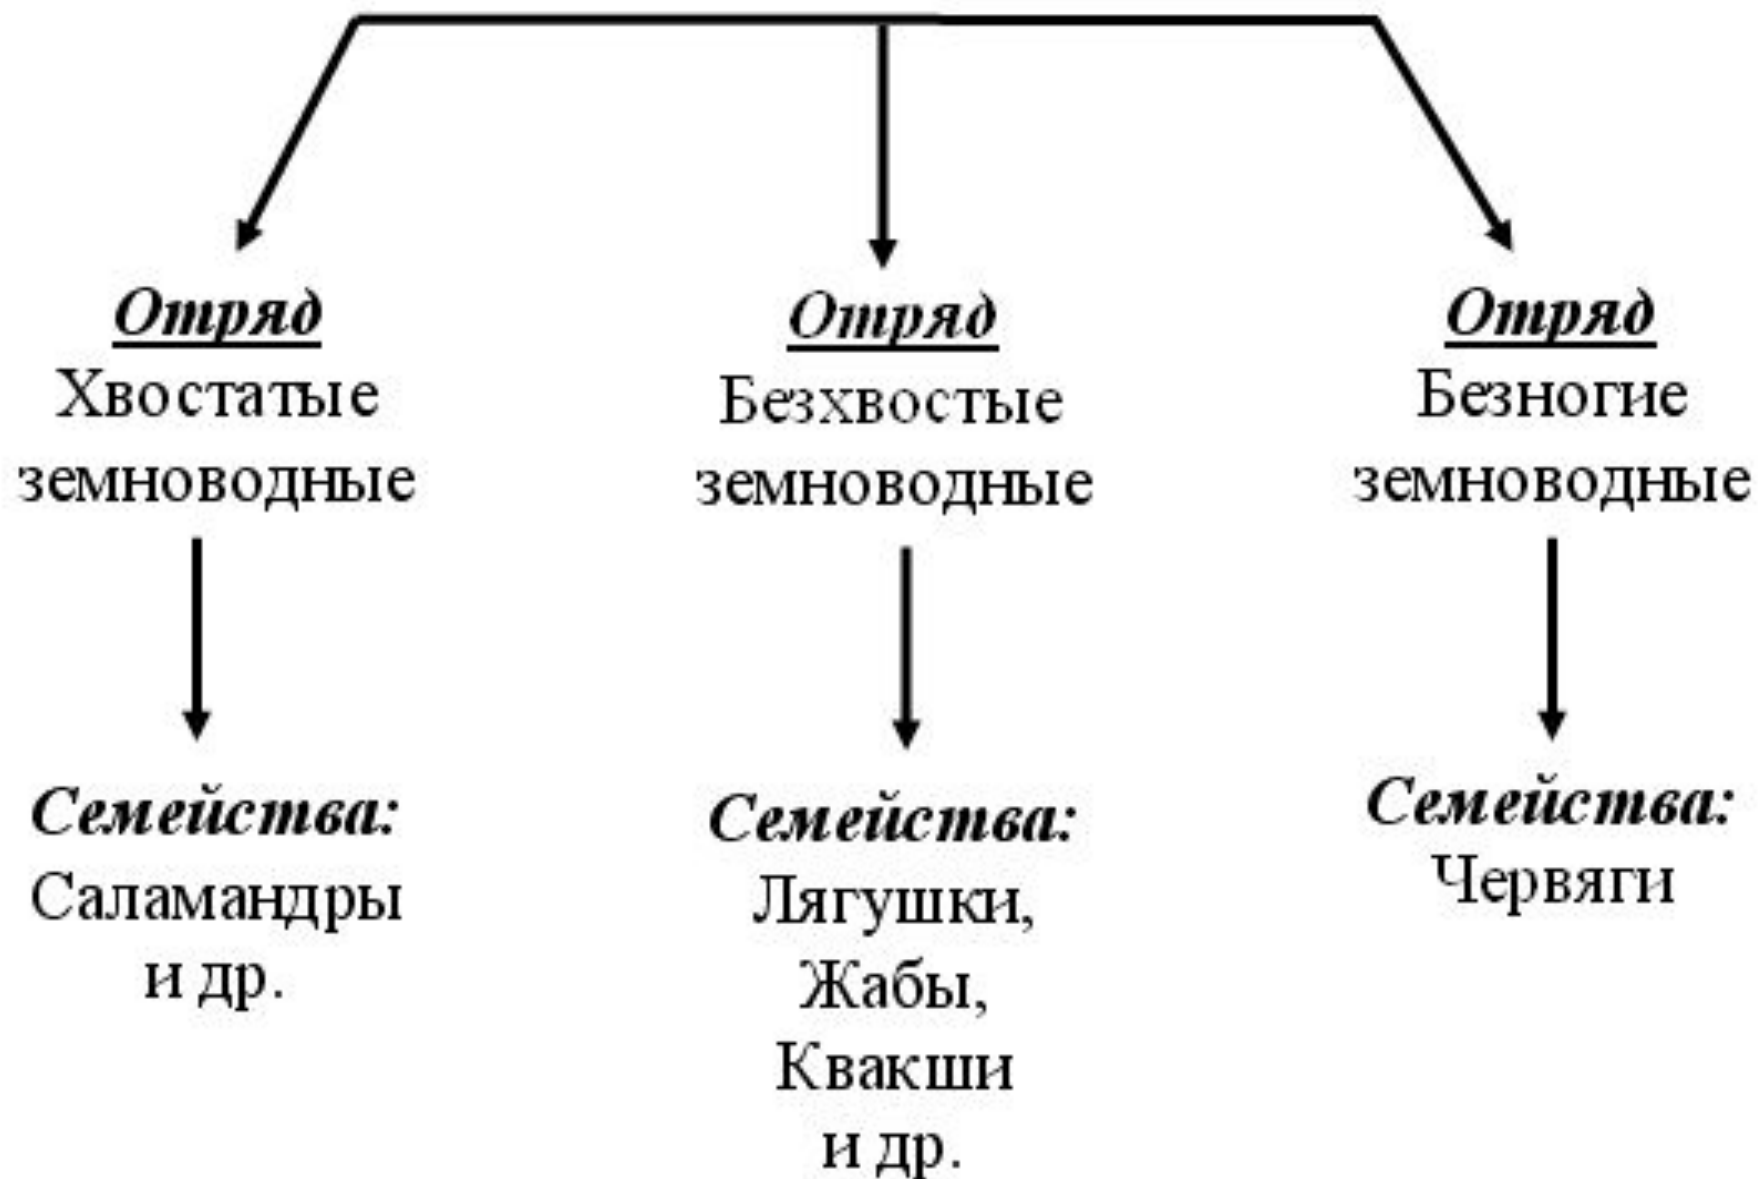 Отряд
Хвостатые
земноводные
Семейства:
Саламандры
и др.
Отряд
Безхвостые
земноводные
Семейства:
Лягушки,
Жабы,
Квакши
и др.
Отряд
Безногие
земноводные
Семейства:
Червяги